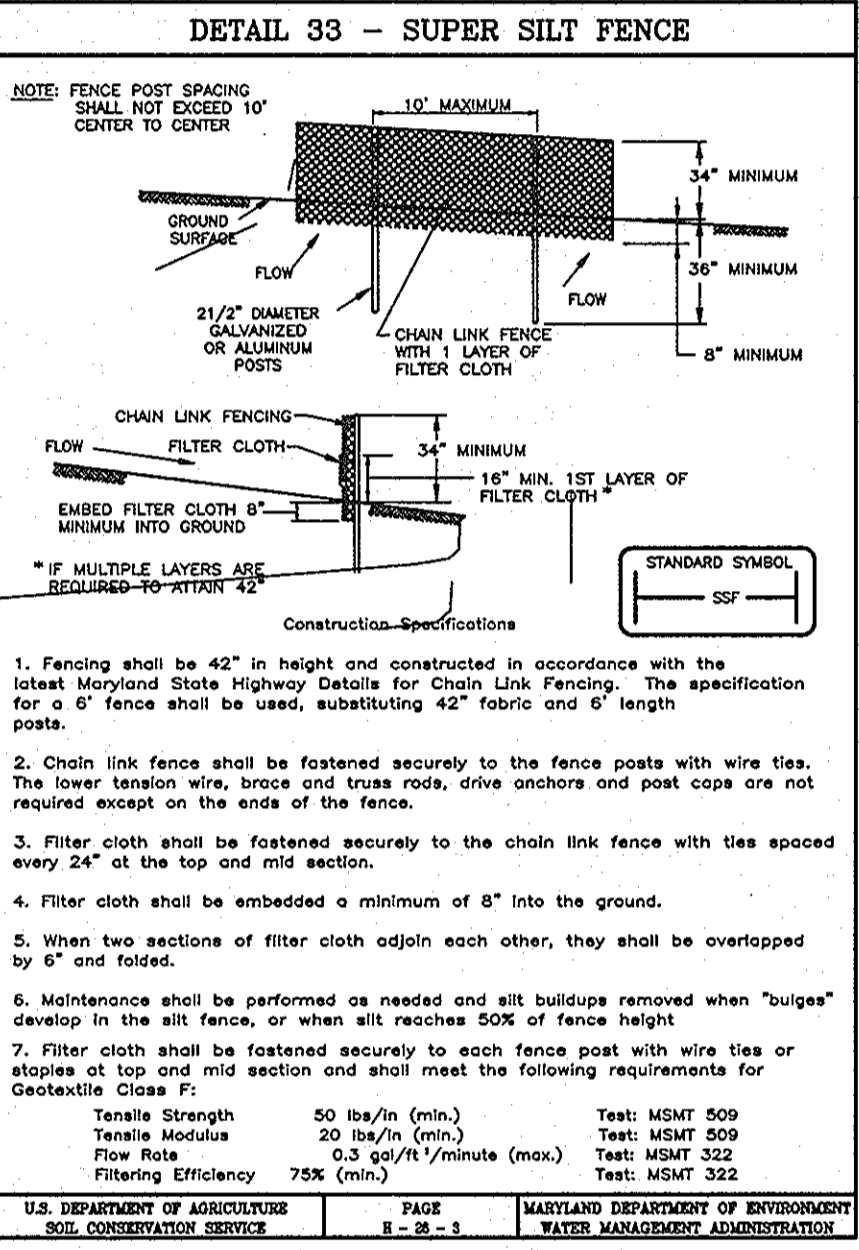 DETAIL 33 – SUPER SILT FENCE
NOTE: FENCE POST SPACING
SHALL NOT EXCEED 10'
CENTER TO CENTER
10' MAXIMUM
34" MINIMUM
GROUND
SURFACE
36" MINIMUM
FLOW
FLOW
21/2" DIAMETER
GALVANIZED
OR ALUMINUM
POSTS
CHAIN LINK FENCE
WITH 1 LAYER OF
FILTER CLOTH
8" MINIMUM
CHAIN LINK FENCING
FLOW
FILTER CLOTH
34" MINIMUM
16" MIN. 1ST LAYER OF
FILTER CLOTH*
EMBED FILTER CLOTH 8"
MINIMUM INTO GROUND
* IF MULTIPLE LAYERS ARE
REQUIRED TO ATTAIN 42"
STANDARD SYMBOL
SSF
Construction Specifications
1. Fencing shall be 42" in height and constructed in accordance with the
latest Maryland State Highway Details for Chain Link Fencing. The specification
for a 6' fence shall be used, substituting 42" fabric and 6' length
posts.
2. Chain link fence shall be fastened securely to the fence posts with wire ties.
The lower tension wire, brace and truss rods, drive anchors and post caps are not
required except on the ends of the fence.
3. Filter cloth shall be fastened securely to the chain link fence with ties spaced
every 24" at the top and mid section.
4. Filter cloth shall be embedded a minimum of 8" into the ground.
5. When two sections of filter cloth adjoin each other, they shall be overlapped
by 6" and folded.
6. Maintenance shall be performed as needed and silt buildups removed when "bulges"
develop in the silt fence, or when silt reaches 50% of fence height
7. Filter cloth shall be fastened securely to each fence post with wire ties or
staples at top and mid section and shall meet the following requirements for
Geotextile Class F:
Tensile Strength 50 lbs/in (min.) Test: MSMT 509
Tensile Modulus 20 lbs/in (min.) Test: MSMT 509
Flow Rate 0.3 gal/ft²/minute (max.) Test: MSMT 322
Filtering Efficiency 75% (min.) Test: MSMT 322
U.S. DEPARTMENT OF AGRICULTURE
SOIL CONSERVATION SERVICE
PAGE
H – 26 – 3
MARYLAND DEPARTMENT OF ENVIRONMENT
WATER MANAGEMENT ADMINISTRATION